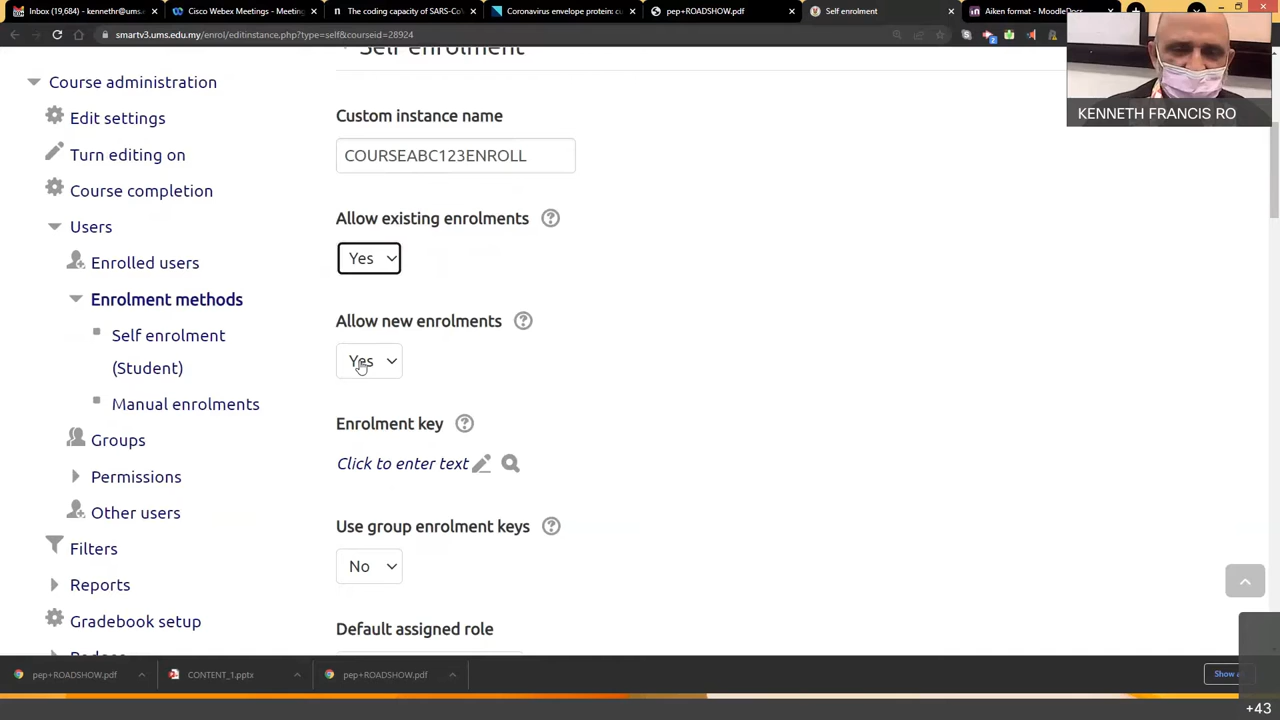 Inbox (19,684) - kennethr@ums.
Cisco Webex Meetings - Meetin
The coding capacity of SARS-CoV
Coronavirus envelope protein: cu
pep+ROADSHOW.pdf
Self enrolment
Aiken format - MoodleDocs
smartv3.ums.edu.my/enrol/editinstance.php?type=self&courseid=28924
KENNETH FRANCIS RO
Course administration
Edit settings
Turn editing on
Course completion
Users
Enrolled users
Enrolment methods
Self enrolment
(Student)
Manual enrolments
Groups
Permissions
Other users
Filters
Reports
Gradebook setup
Badges
Self enrolment
Custom instance name
COURSEABC123ENROLL
Allow existing enrolments
Yes
Allow new enrolments
Yes
Enrolment key
Click to enter text
Use group enrolment keys
No
Default assigned role
pep+ROADSHOW.pdf
CONTENT_1.pptx
pep+ROADSHOW.pdf
Show a
+43